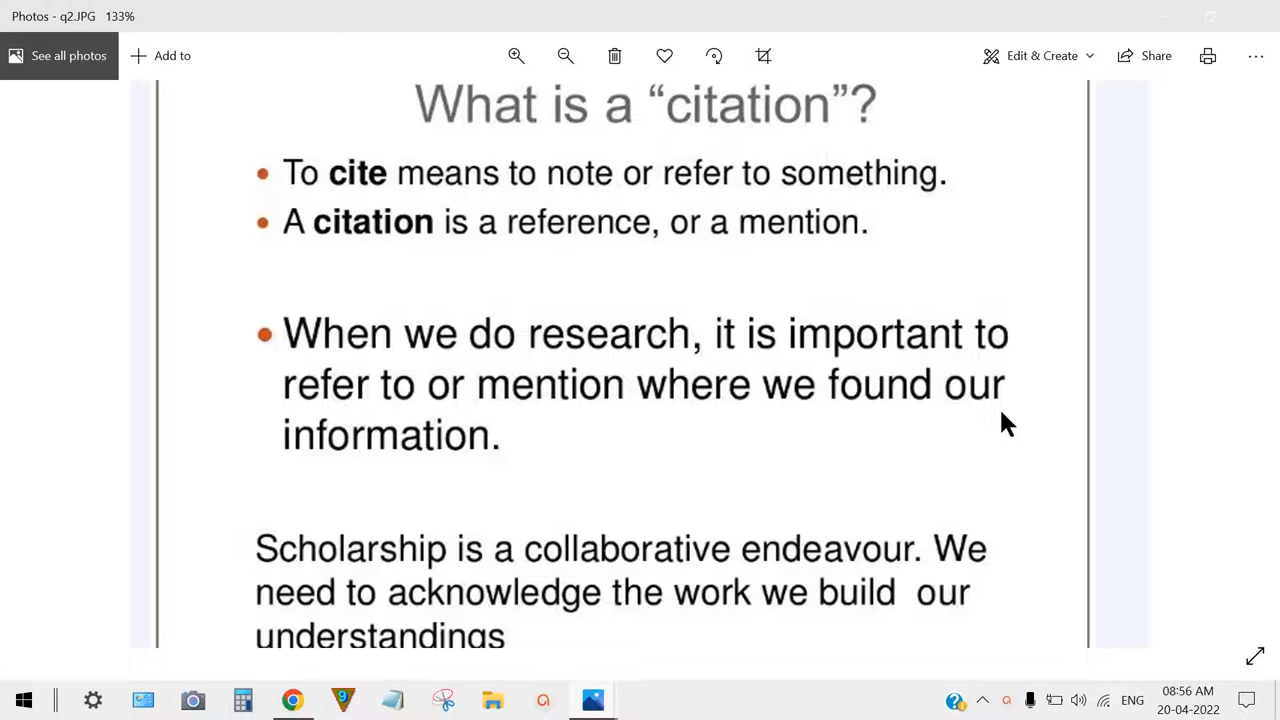 Photos - q2.JPG 133%
See all photos
Add to
Edit & Create
Share
What is a “citation”?
• To cite means to note or refer to something.
• A citation is a reference, or a mention.
• When we do research, it is important to
refer to or mention where we found our
information.
Scholarship is a collaborative endeavour. We
need to acknowledge the work we build our
understandings
ENG
08:56 AM
20-04-2022